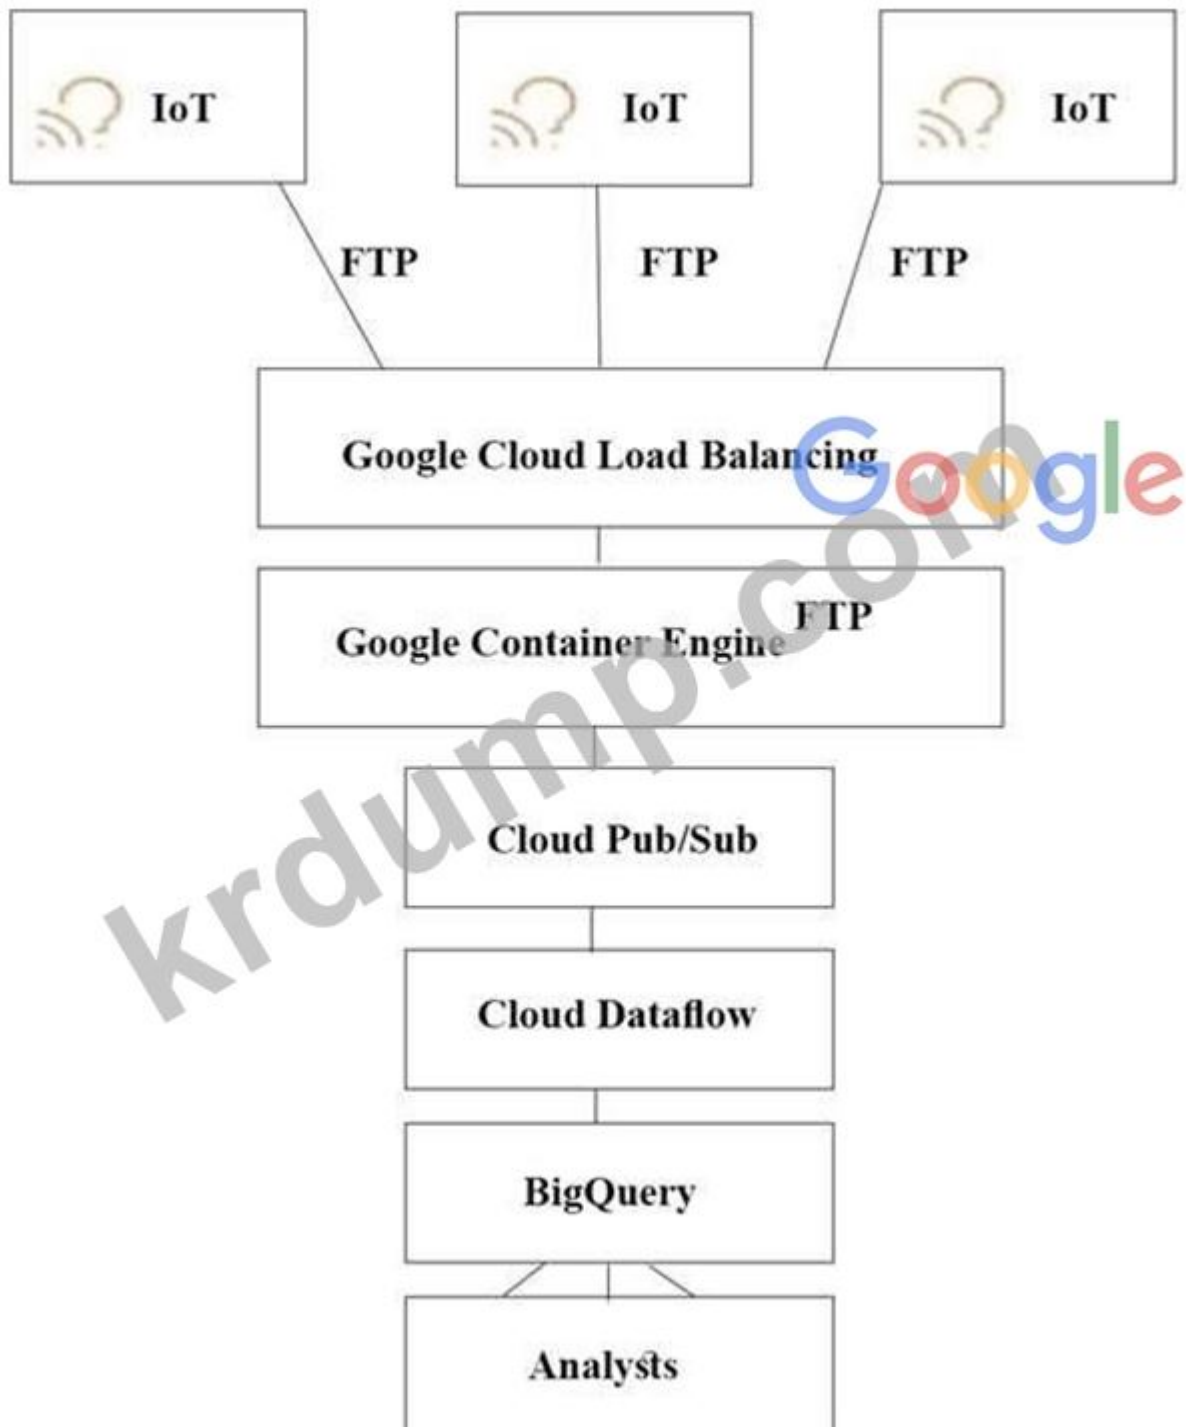 IoT
IoT
IoT
FTP
FTP
FTP
Google Cloud Load Balancing
Google
Google Container Engine
FTP
krdump.com
Cloud Pub/Sub
Cloud Dataflow
BigQuery
Analysts